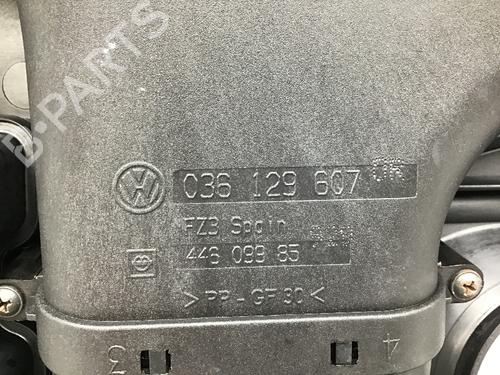 B-PARTS
036 129 607
FZ3 Spain
446 099 85
>PP-GF30<
3 4